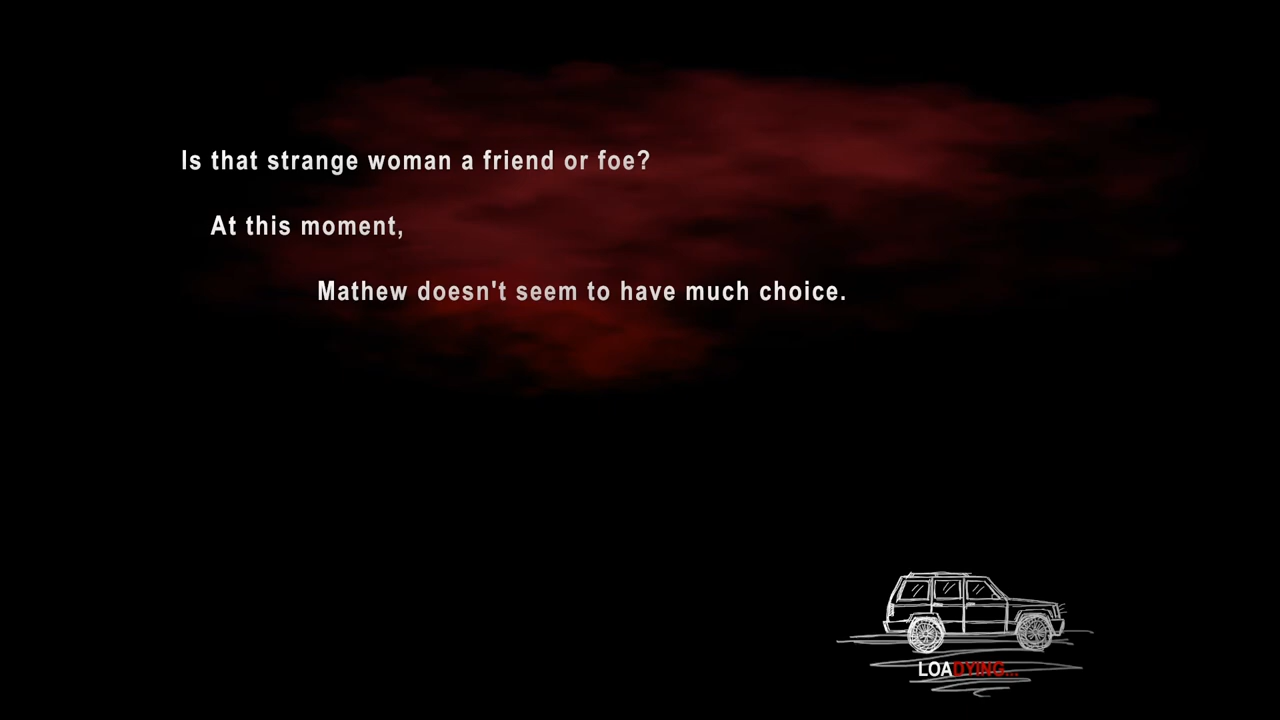 Is that strange woman a friend or foe?
At this moment,
Mathew doesn't seem to have much choice.
LOADYING...